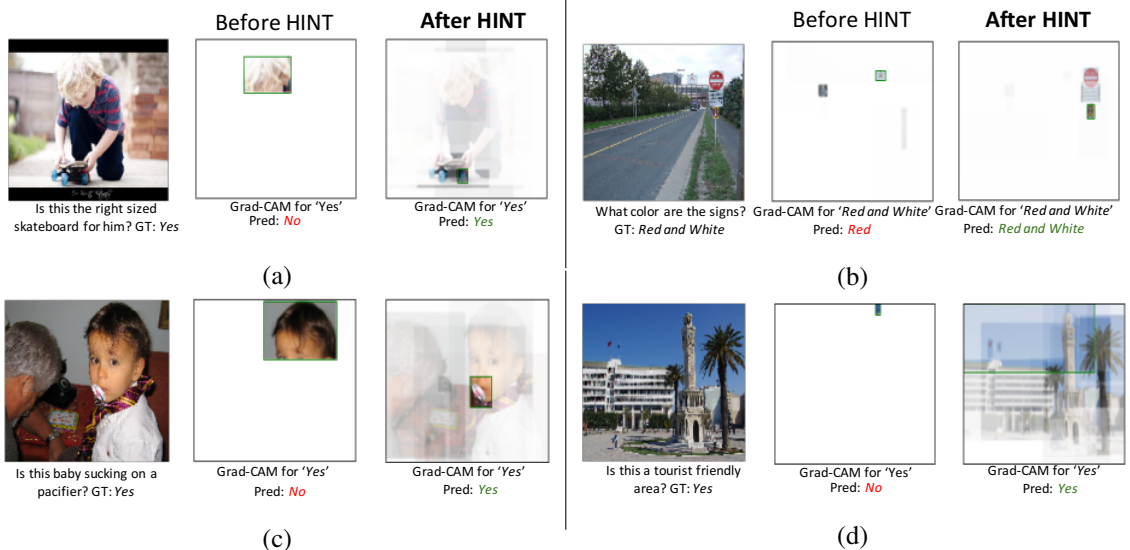 Before HINT
After HINT
Is this the right sized
skateboard for him? GT: Yes
Grad-CAM for 'Yes'
Pred: No
Grad-CAM for 'Yes'
Pred: Yes
(a)
Before HINT
After HINT
What color are the signs?
GT: Red and White
Grad-CAM for 'Red and White'
Pred: Red
Grad-CAM for 'Red and White'
Pred: Red and White
(b)
Is this baby sucking on a
pacifier? GT: Yes
Grad-CAM for 'Yes'
Pred: No
Grad-CAM for 'Yes'
Pred: Yes
(c)
Is this a tourist friendly
area? GT: Yes
Grad-CAM for 'Yes'
Pred: No
Grad-CAM for 'Yes'
Pred: Yes
(d)